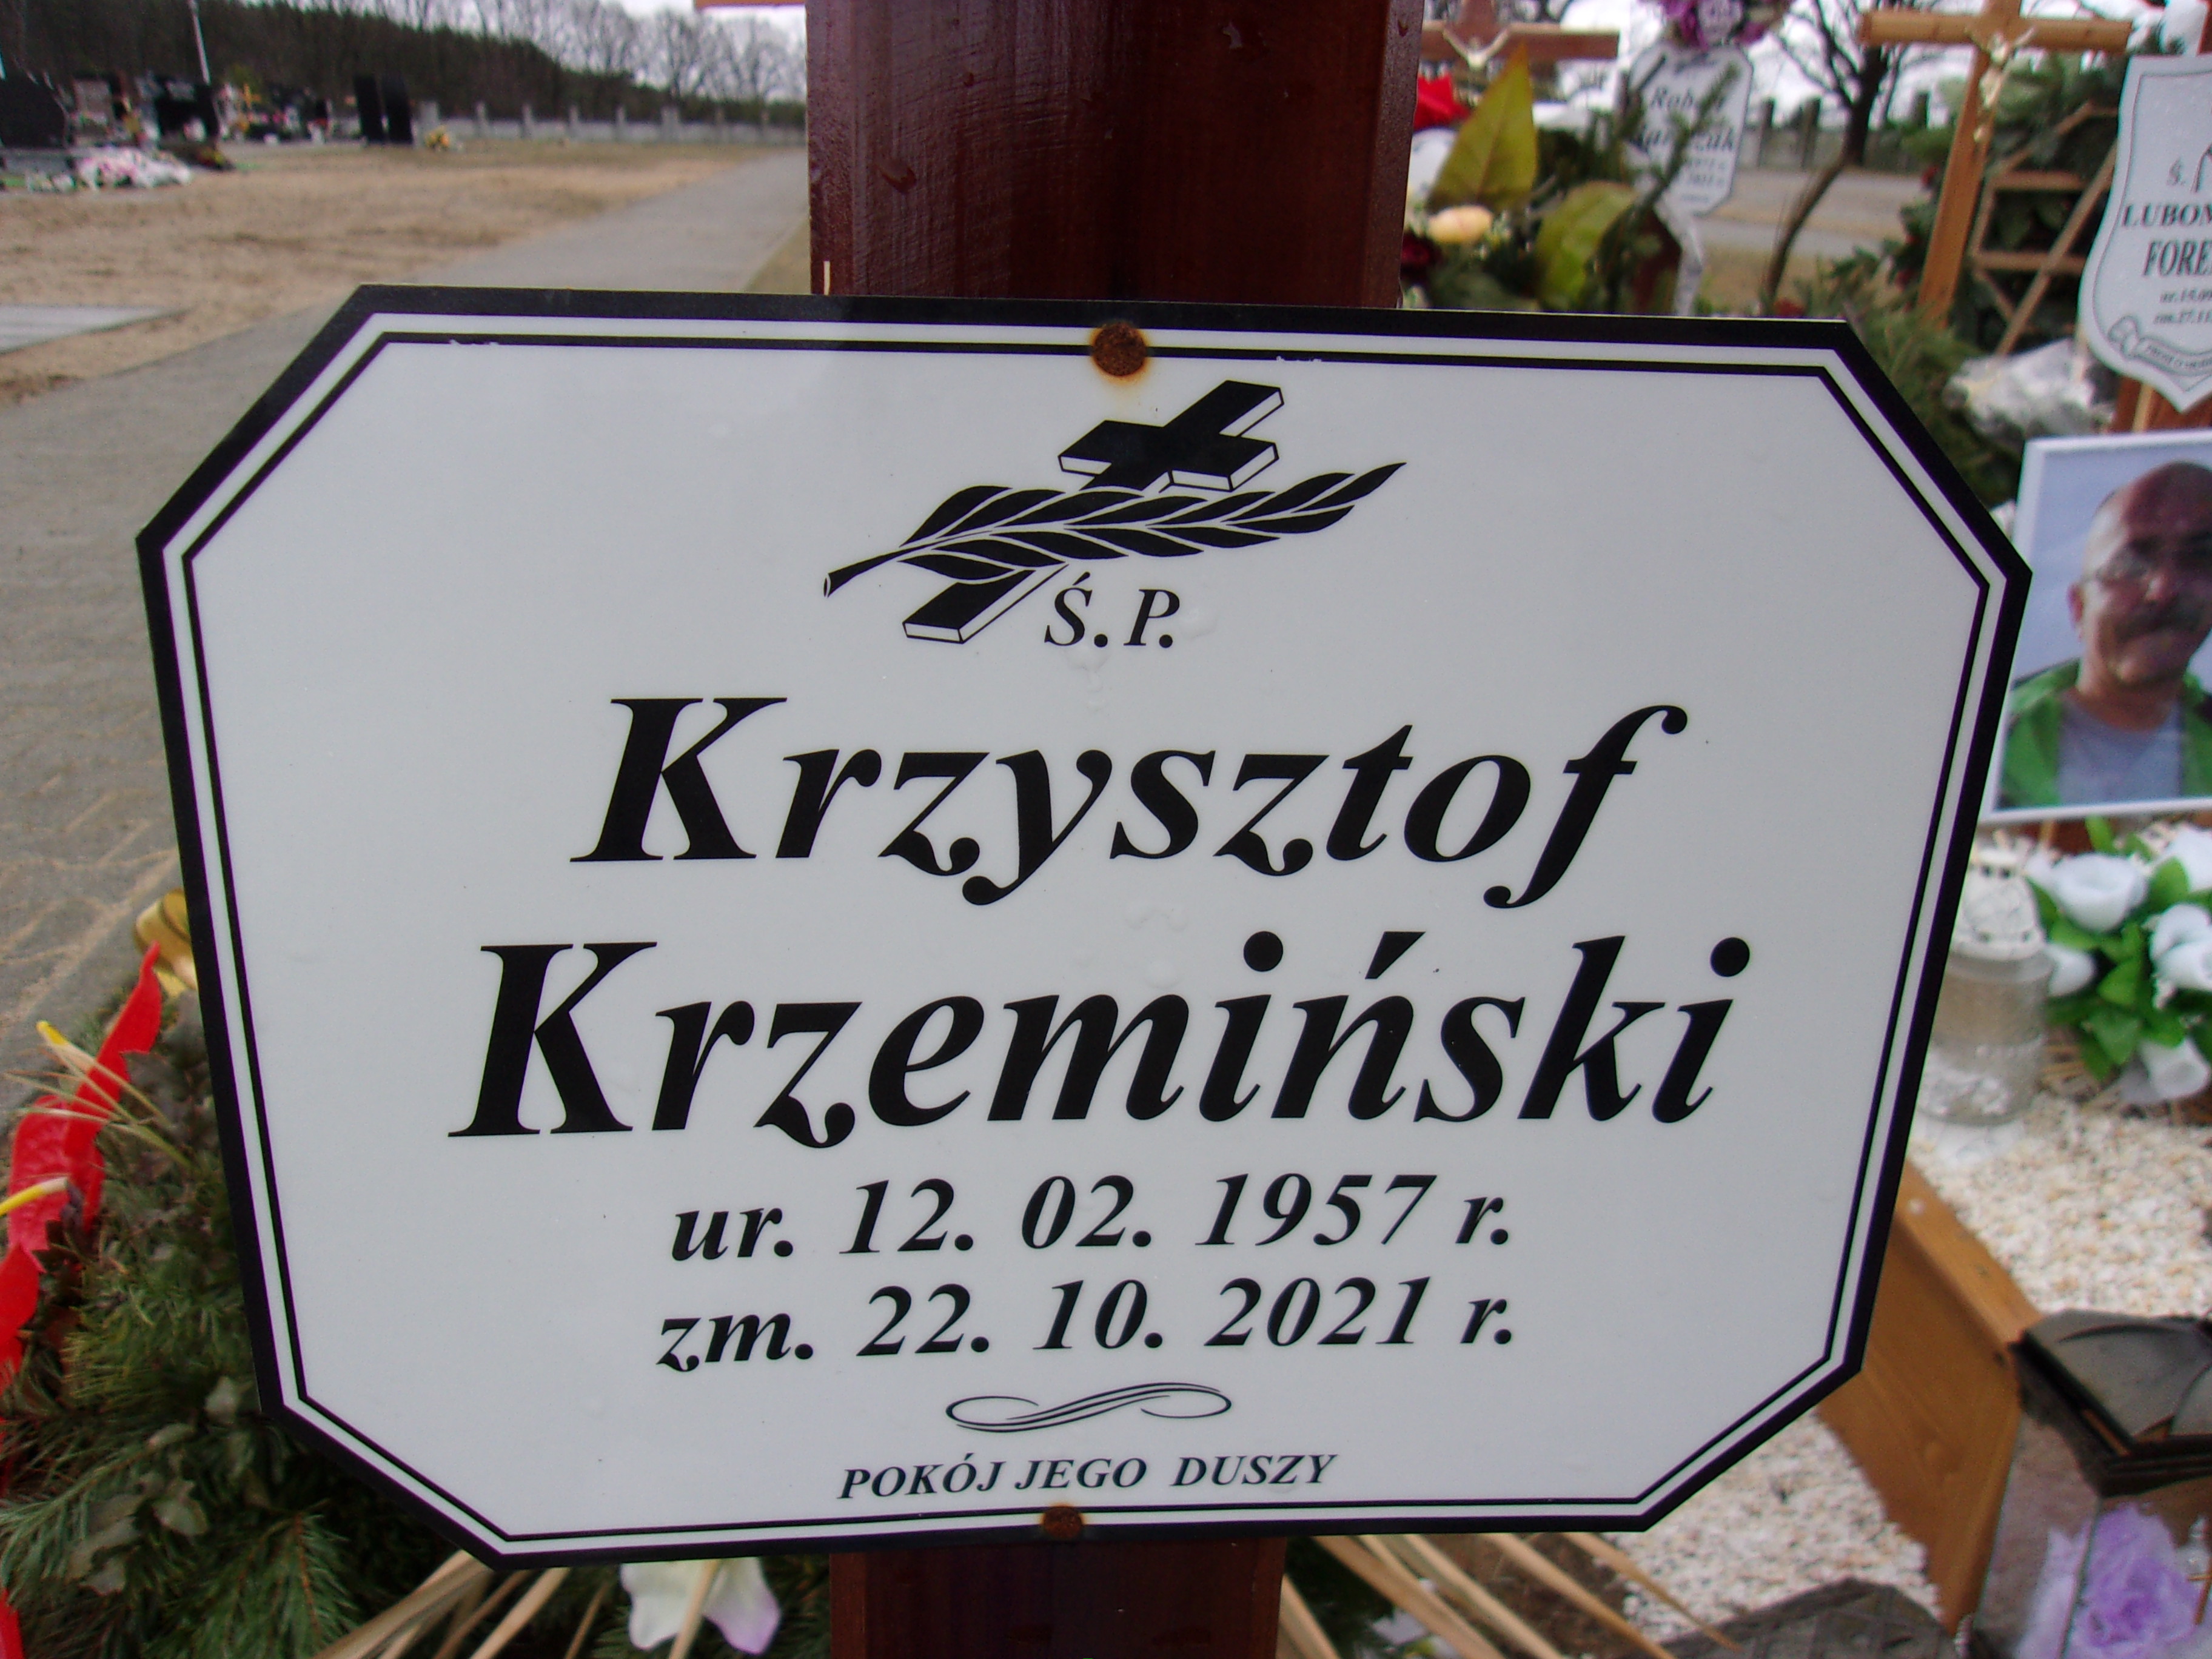 Ś. P.
Krzysztof
Krzemiński
ur. 12. 02. 1957 r.
zm. 22. 10. 2021 r.
POKÓJ JEGO DUSZY
Ś.